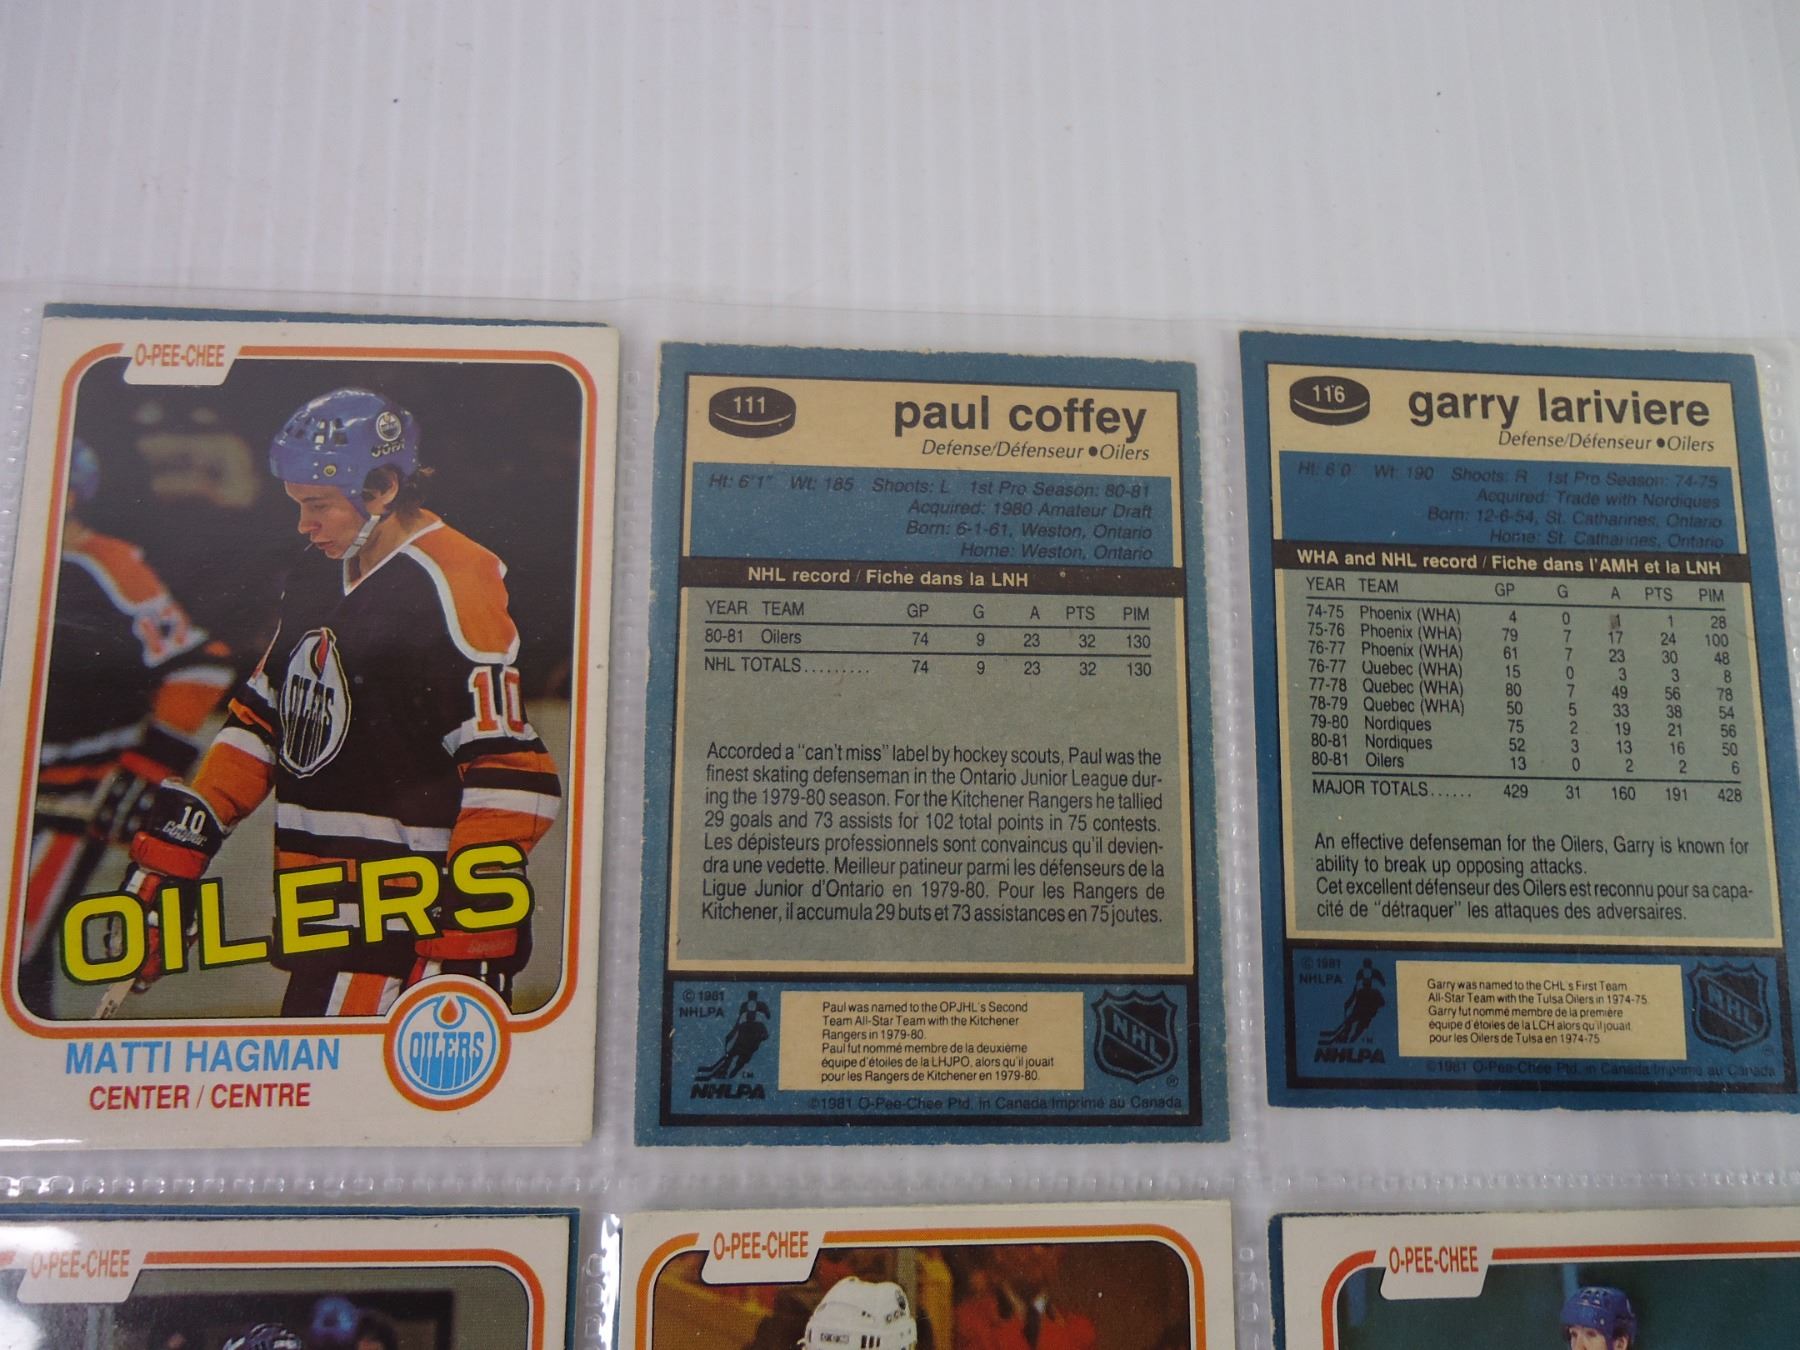 O-PEE-CHEE
10
10
Cooper
OILERS
OILERS
MATTI HAGMAN
CENTER / CENTRE
OILERS
111
paul coffey
Defense/Défenseur ●Oilers
Ht: 6'1" Wt: 185 Shoots: L 1st Pro Season: 80-81
Acquired: 1980 Amateur Draft
Born: 6-1-61, Weston, Ontario
Home: Weston, Ontario
NHL record / Fiche dans la LNH
YEAR TEAM GP G A PTS PIM
80-81 Oilers 74 9 23 32 130
NHL TOTALS......... 74 9 23 32 130
Accorded a "can't miss" label by hockey scouts, Paul was the
finest skating defenseman in the Ontario Junior League dur-
ing the 1979-80 season. For the Kitchener Rangers he tallied
29 goals and 73 assists for 102 total points in 75 contests.
Les dépisteurs professionnels sont convaincus qu'il devien-
dra une vedette. Meilleur patineur parmi les défenseurs de la
Ligue Junior d'Ontario en 1979-80. Pour les Rangers de
Kitchener, il accumula 29 buts et 73 assistances en 75 joutes.
© 1981
NHLPA
NHLPA
Paul was named to the OPJHL's Second
Team All-Star Team with the Kitchener
Rangers in 1979-80.
Paul fut nommé membre de la deuxième
équipe d'étoiles de la LHJPO, alors qu'il jouait
pour les Rangers de Kitchener en 1979-80.
NHL
©1981 O-Pee-Chee Ptd. in Canada/Imprimé au Canada
116
garry lariviere
Defense/Défenseur ●Oilers
Ht: 6'0 Wt: 190 Shoots: R 1st Pro Season: 74-75
Acquired: Trade with Nordiques
Born: 12-6-54, St. Catharines, Ontario
Home: St. Catharines, Ontario
WHA and NHL record / Fiche dans l'AMH et la LNH
YEAR TEAM GP G A PTS PIM
74-75 Phoenix (WHA) 4 0 1 1 28
75-76 Phoenix (WHA) 79 7 17 24 100
76-77 Phoenix (WHA) 61 7 23 30 48
76-77 Quebec (WHA) 15 0 3 3 8
77-78 Quebec (WHA) 80 7 49 56 78
78-79 Quebec (WHA) 50 5 33 38 54
79-80 Nordiques 75 2 19 21 56
80-81 Nordiques 52 3 13 16 50
80-81 Oilers 13 0 2 2 6
MAJOR TOTALS...... 429 31 160 191 428
An effective defenseman for the Oilers, Garry is known for
ability to break up opposing attacks.
Cet excellent défenseur des Oilers est reconnu pour sa capa-
cité de "détraquer" les attaques des adversaires.
© 1981
NHLPA
NHLPA
Garry was named to the CHL's First Team
All-Star Team with the Tulsa Oilers in 1974-75.
Garry fut nommé membre de la première
équipe d'étoiles de la LCH alors qu'il jouait
pour les Oilers de Tulsa en 1974-75.
NHL
©1981 O-Pee-Chee Ptd. in Canada/Imprimé au Canada
O-PEE-CHEE
O-PEE-CHEE
O-PEE-CHEE